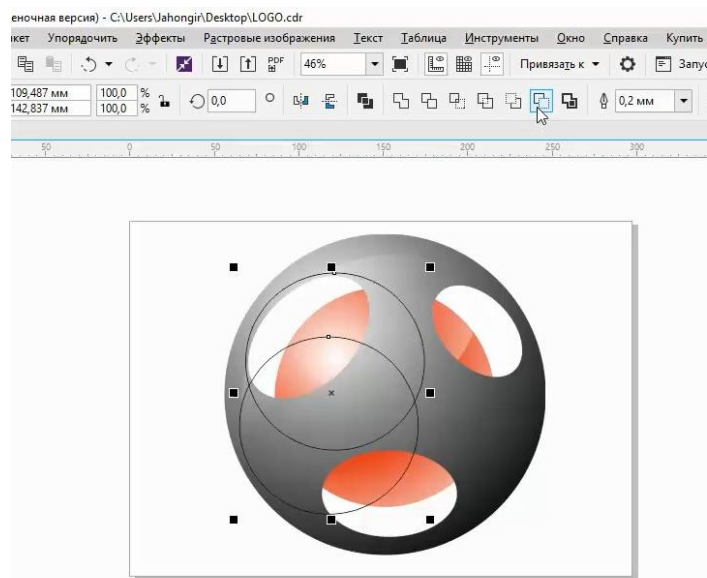 еночная версия) - C:\Users\Jahongir\Desktop\LOGO.cdr
кет Упорядочить Эффекты Растровые изображения Текст Таблица Инструменты Окно Справка Купить
PDF 46% Привязать к Запус
109,487 мм 100,0 %
142,837 мм 100,0 % 0,0 0,2 мм
50 0 50 100 150 200 250 300